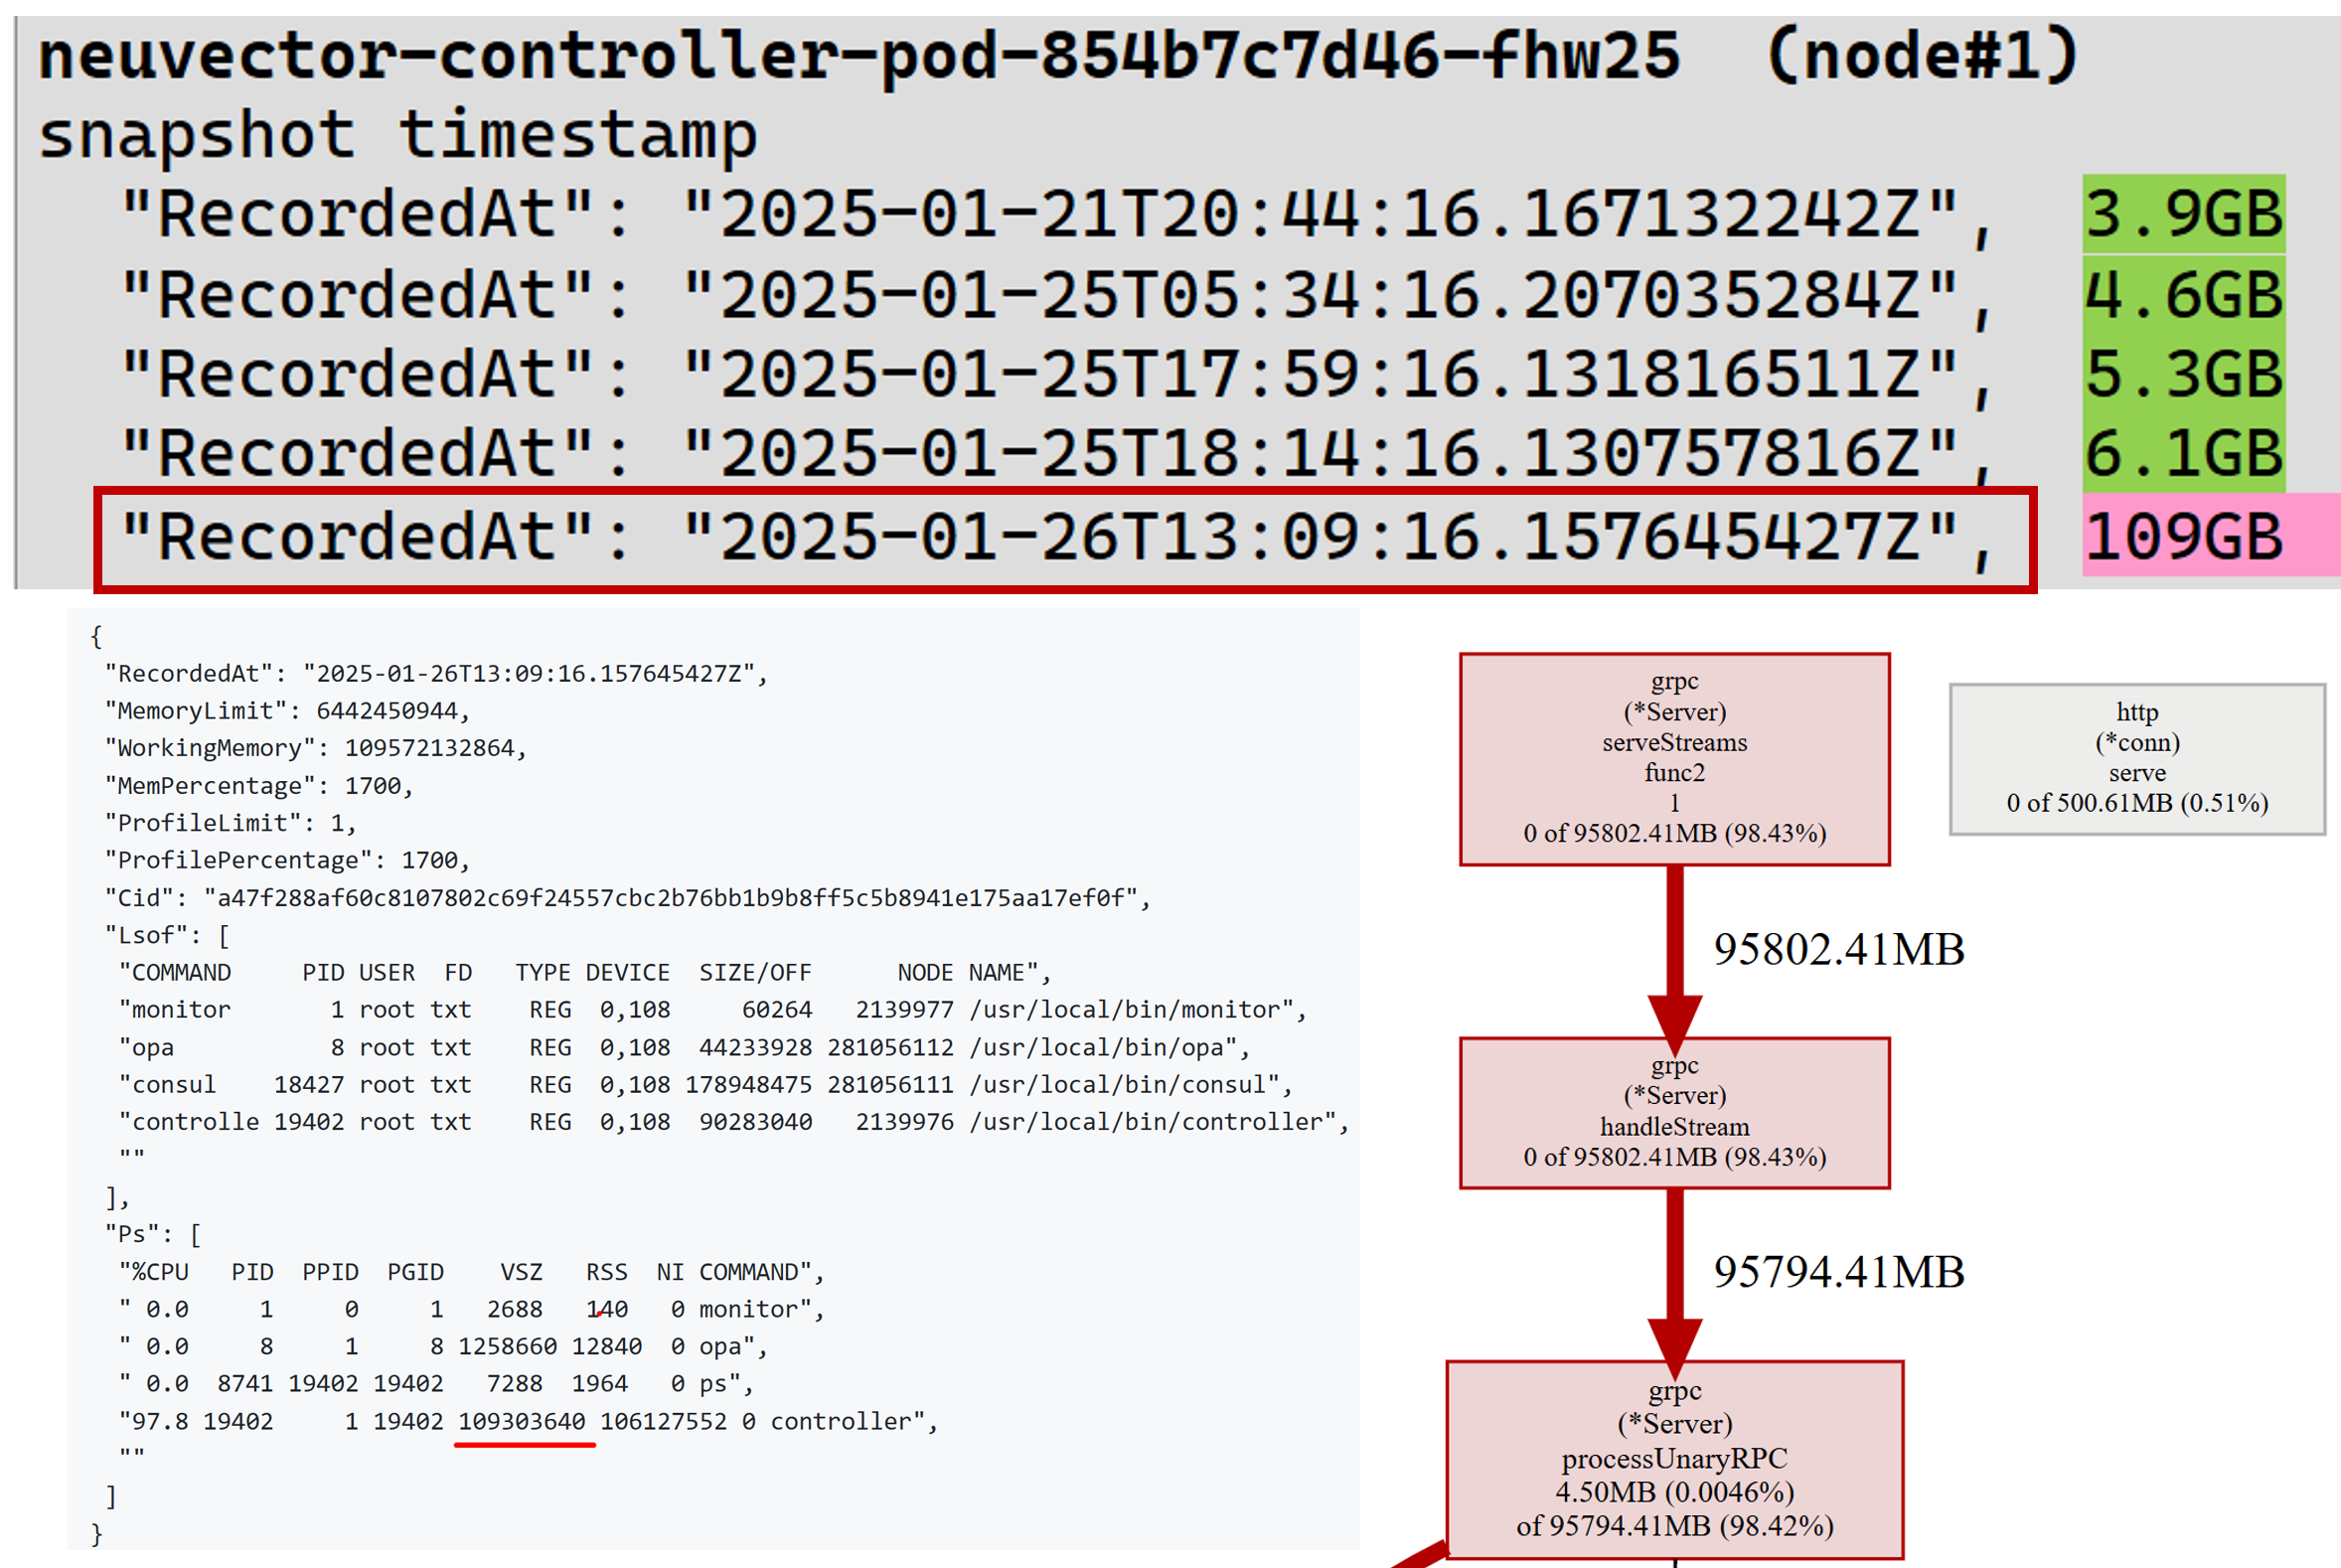 neuvector-controller-pod-854b7c7d46-fhw25  (node#1)
snapshot timestamp
"RecordedAt": "2025-01-21T20:44:16.167132242Z", 3.9GB
"RecordedAt": "2025-01-25T05:34:16.207035284Z", 4.6GB
"RecordedAt": "2025-01-25T17:59:16.131816511Z", 5.3GB
"RecordedAt": "2025-01-25T18:14:16.130757816Z", 6.1GB
"RecordedAt": "2025-01-26T13:09:16.157645427Z", 109GB
{
"RecordedAt": "2025-01-26T13:09:16.157645427Z",
"MemoryLimit": 6442450944,
"WorkingMemory": 109572132864,
"MemPercentage": 1700,
"ProfileLimit": 1,
"ProfilePercentage": 1700,
"Cid": "a47f288af60c8107802c69f24557cbc2b76bb1b9b8ff5c5b8941e175aa17ef0f",
"Lsof": [
"COMMAND     PID USER  FD   TYPE DEVICE  SIZE/OFF      NODE NAME",
"monitor       1 root txt    REG  0,108     60264   2139977 /usr/local/bin/monitor",
"opa           8 root txt    REG  0,108  44233928 281056112 /usr/local/bin/opa",
"consul    18427 root txt    REG  0,108 178948475 281056111 /usr/local/bin/consul",
"controlle 19402 root txt    REG  0,108  90283040   2139976 /usr/local/bin/controller",
""
],
"Ps": [
"%CPU   PID  PPID  PGID    VSZ   RSS  NI COMMAND",
" 0.0     1     0     1   2688   140   0 monitor",
" 0.0     8     1     8 1258660 12840  0 opa",
" 0.0  8741 19402 19402   7288  1964   0 ps",
"97.8 19402     1 19402 109303640 106127552 0 controller",
""
]
}
grpc
(*Server)
serveStreams
func2
1
0 of 95802.41MB (98.43%)
http
(*conn)
serve
0 of 500.61MB (0.51%)
95802.41MB
grpc
(*Server)
handleStream
0 of 95802.41MB (98.43%)
95794.41MB
grpc
(*Server)
processUnaryRPC
4.50MB (0.0046%)
of 95794.41MB (98.42%)